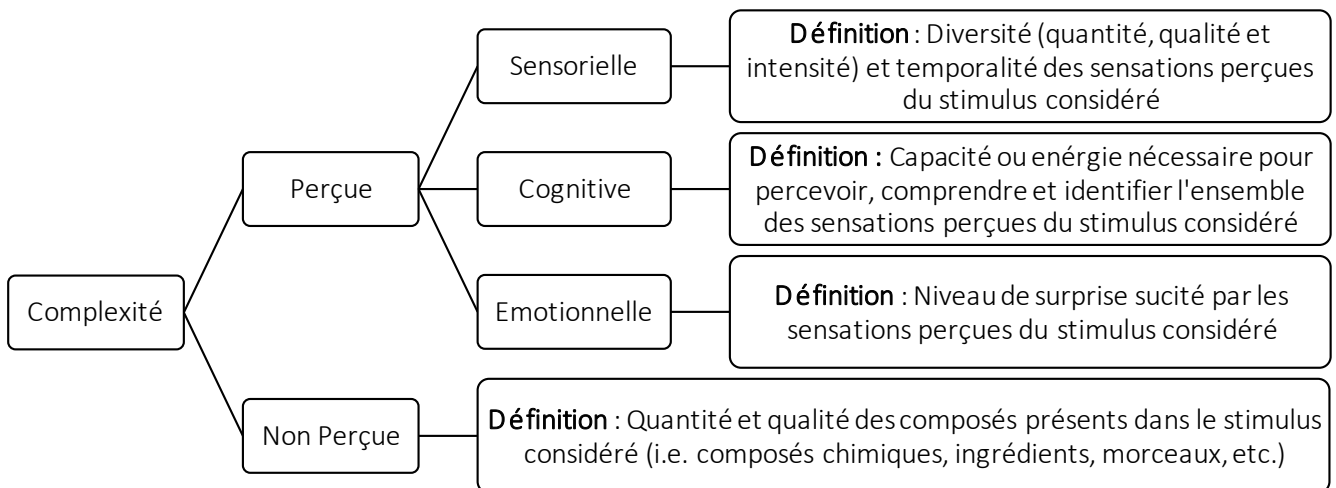 Complexité
Perçue
Sensorielle
Définition : Diversité (quantité, qualité et
intensité) et temporalité des sensations perçues
du stimulus considéré
Cognitive
Définition : Capacité ou enérgie nécessaire pour
percevoir, comprendre et identifier l'ensemble
des sensations perçues du stimulus considéré
Emotionnelle
Définition : Niveau de surprise sucité par les
sensations perçues du stimulus considéré
Non Perçue
Définition : Quantité et qualité des composés présents dans le stimulus
considéré (i.e. composés chimiques, ingrédients, morceaux, etc.)